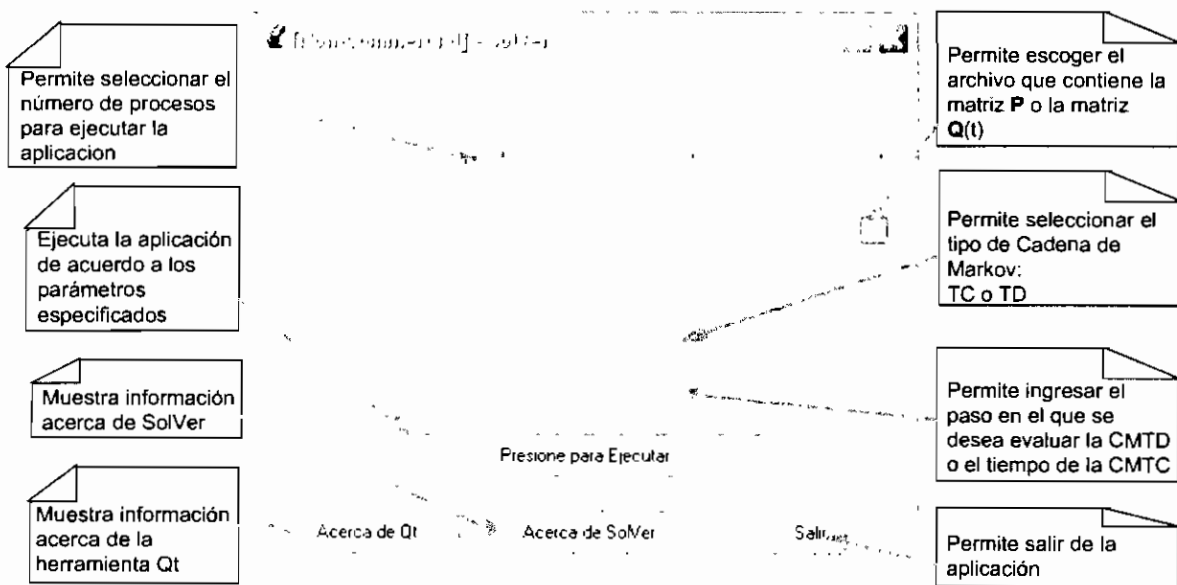 Permite seleccionar el
número de procesos
para ejecutar la
aplicacion
Ejecuta la aplicación
de acuerdo a los
parámetros
especificados
Muestra información
acerca de SolVer
Muestra información
acerca de la
herramienta Qt
Presione para Ejecutar
Acerca de Qt
Acerca de SolVer
Salir
Permite escoger el
archivo que contiene la
matriz P o la matriz
Q(t)
Permite seleccionar el
tipo de Cadena de
Markov:
TC o TD
Permite ingresar el
paso en el que se
desea evaluar la CMTD
o el tiempo de la CMTC
Permite salir de la
aplicación